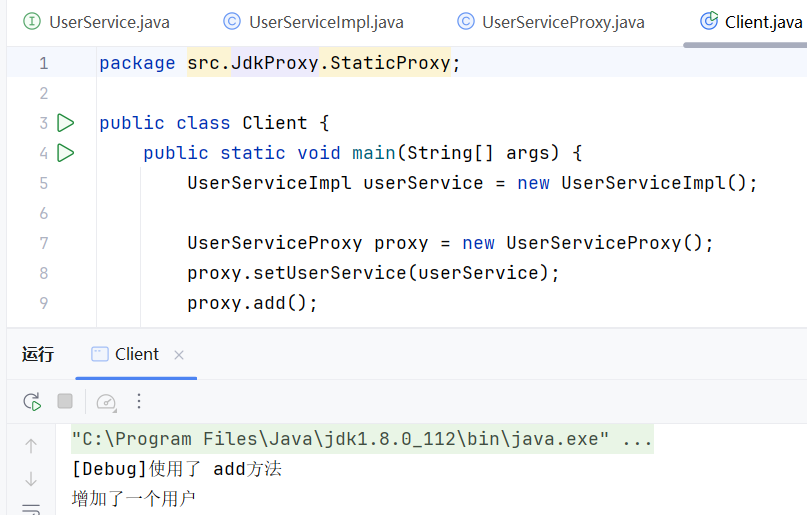 UserService.java UserServiceImpl.java UserServiceProxy.java Client.java
1 package src.JdkProxy.StaticProxy;
2
3 public class Client {
4 public static void main(String[] args) {
5 UserServiceImpl userService = new UserServiceImpl();
6
7 UserServiceProxy proxy = new UserServiceProxy();
8 proxy.setUserService(userService);
9 proxy.add();
运行 Client
"C:\Program Files\Java\jdk1.8.0_112\bin\java.exe" ...
[Debug]使用了 add方法
增加了一个用户